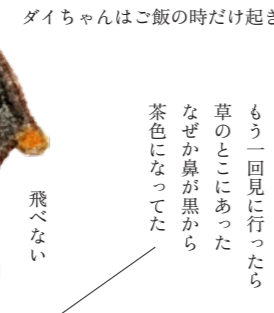 ダイちゃんはご飯の時だけ起き
もう一回見に行ったら
草のとこにあった
なぜか鼻が黒から
茶色になってた
飛べない